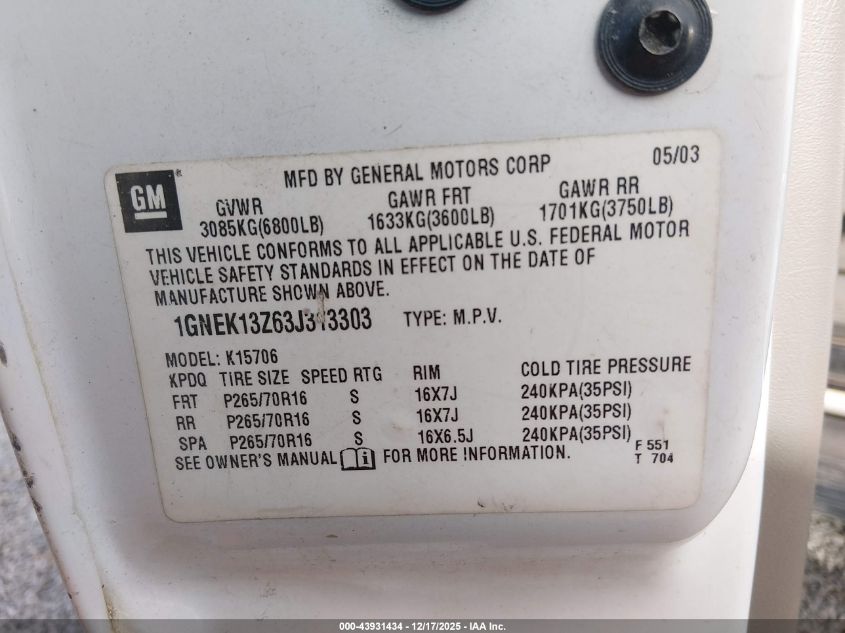 GM
MFD BY GENERAL MOTORS CORP 05/03
GVWR GAWR FRT GAWR RR
3085KG(6800LB) 1633KG(3600LB) 1701KG(3750LB)
THIS VEHICLE CONFORMS TO ALL APPLICABLE U.S. FEDERAL MOTOR
VEHICLE SAFETY STANDARDS IN EFFECT ON THE DATE OF
MANUFACTURE SHOWN ABOVE.
1GNEK13Z63J313303 TYPE: M.P.V.
MODEL: K15706
KPDQ TIRE SIZE SPEED RTG RIM COLD TIRE PRESSURE
FRT P265/70R16 S 16X7J 240KPA(35PSI)
RR P265/70R16 S 16X7J 240KPA(35PSI)
SPA P265/70R16 S 16X6.5J 240KPA(35PSI)
SEE OWNER'S MANUAL i FOR MORE INFORMATION.
F 551
T 704
000-43931434 - 12/17/2025 - IAA Inc.